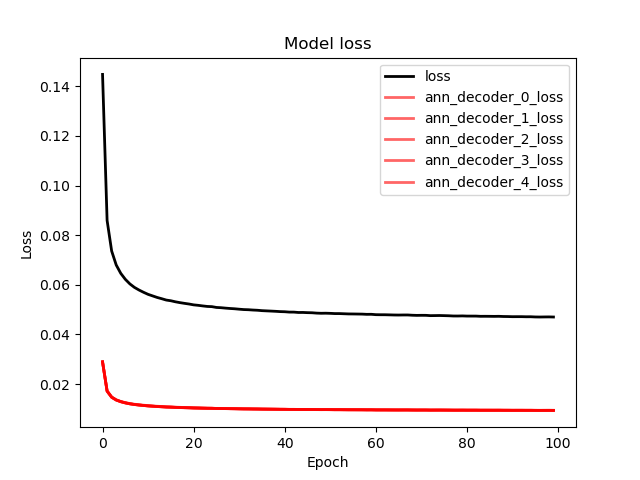 Model loss
loss
ann_decoder_0_loss
ann_decoder_1_loss
ann_decoder_2_loss
ann_decoder_3_loss
ann_decoder_4_loss
Loss
0.14
0.12
0.10
0.08
0.06
0.04
0.02
0 20 40 60 80 100
Epoch